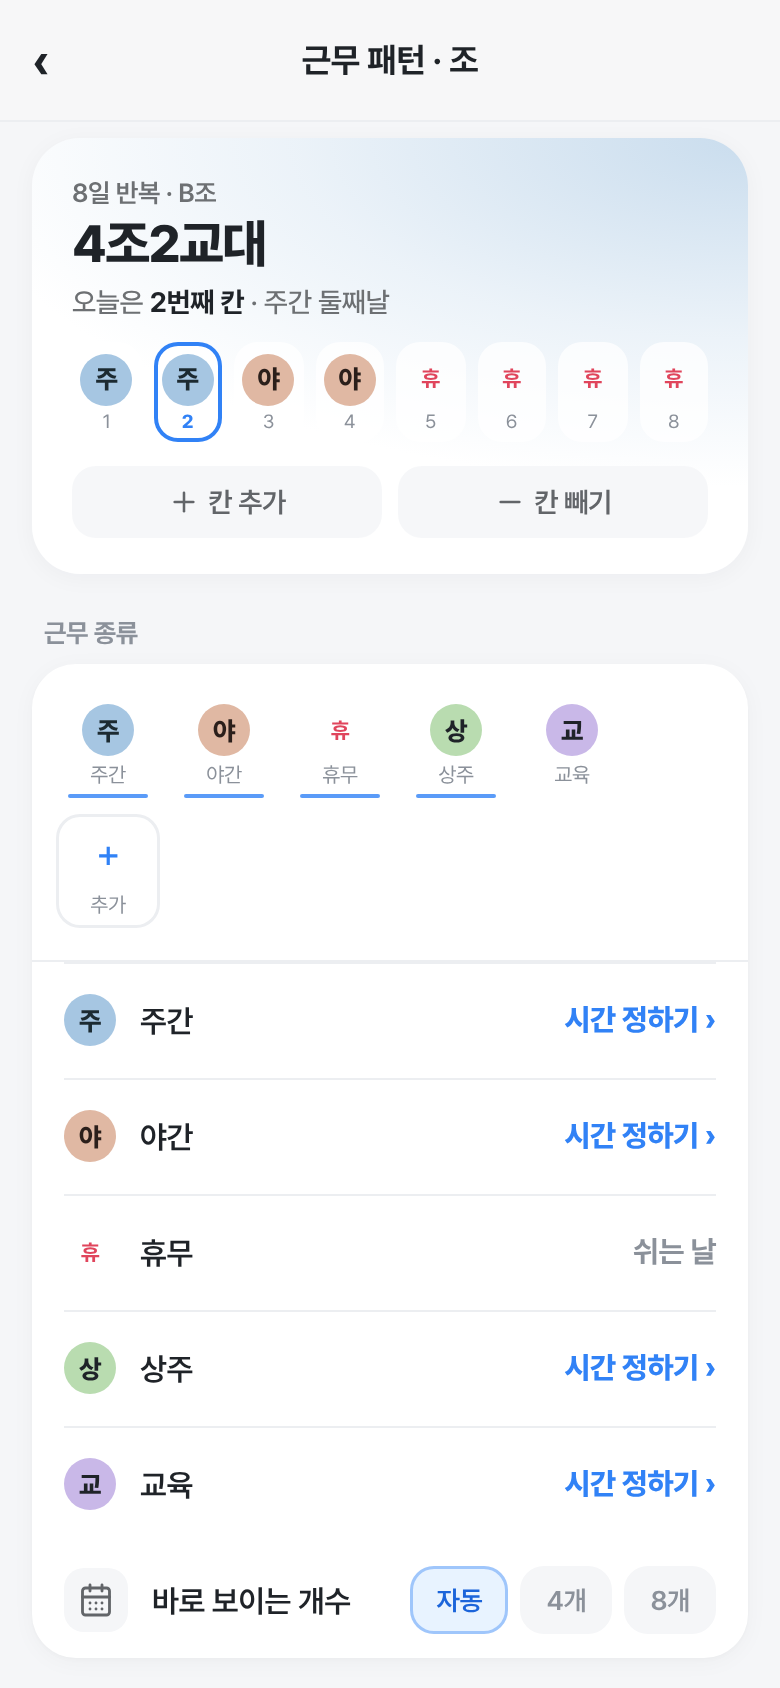 ‹ 근무 패턴 · 조
8일 반복 · B조
4조2교대
오늘은 2번째 칸 · 주간 둘째날
주 주 야 야 휴 휴 휴 휴
1 2 3 4 5 6 7 8
+ 칸 추가 − 칸 빼기
근무 종류
주 야 휴 상 교
주간 야간 휴무 상주 교육
+
추가
주 주간 시간 정하기 ›
야 야간 시간 정하기 ›
휴 휴무 쉬는 날
상 상주 시간 정하기 ›
교 교육 시간 정하기 ›
바로 보이는 개수 자동 4개 8개